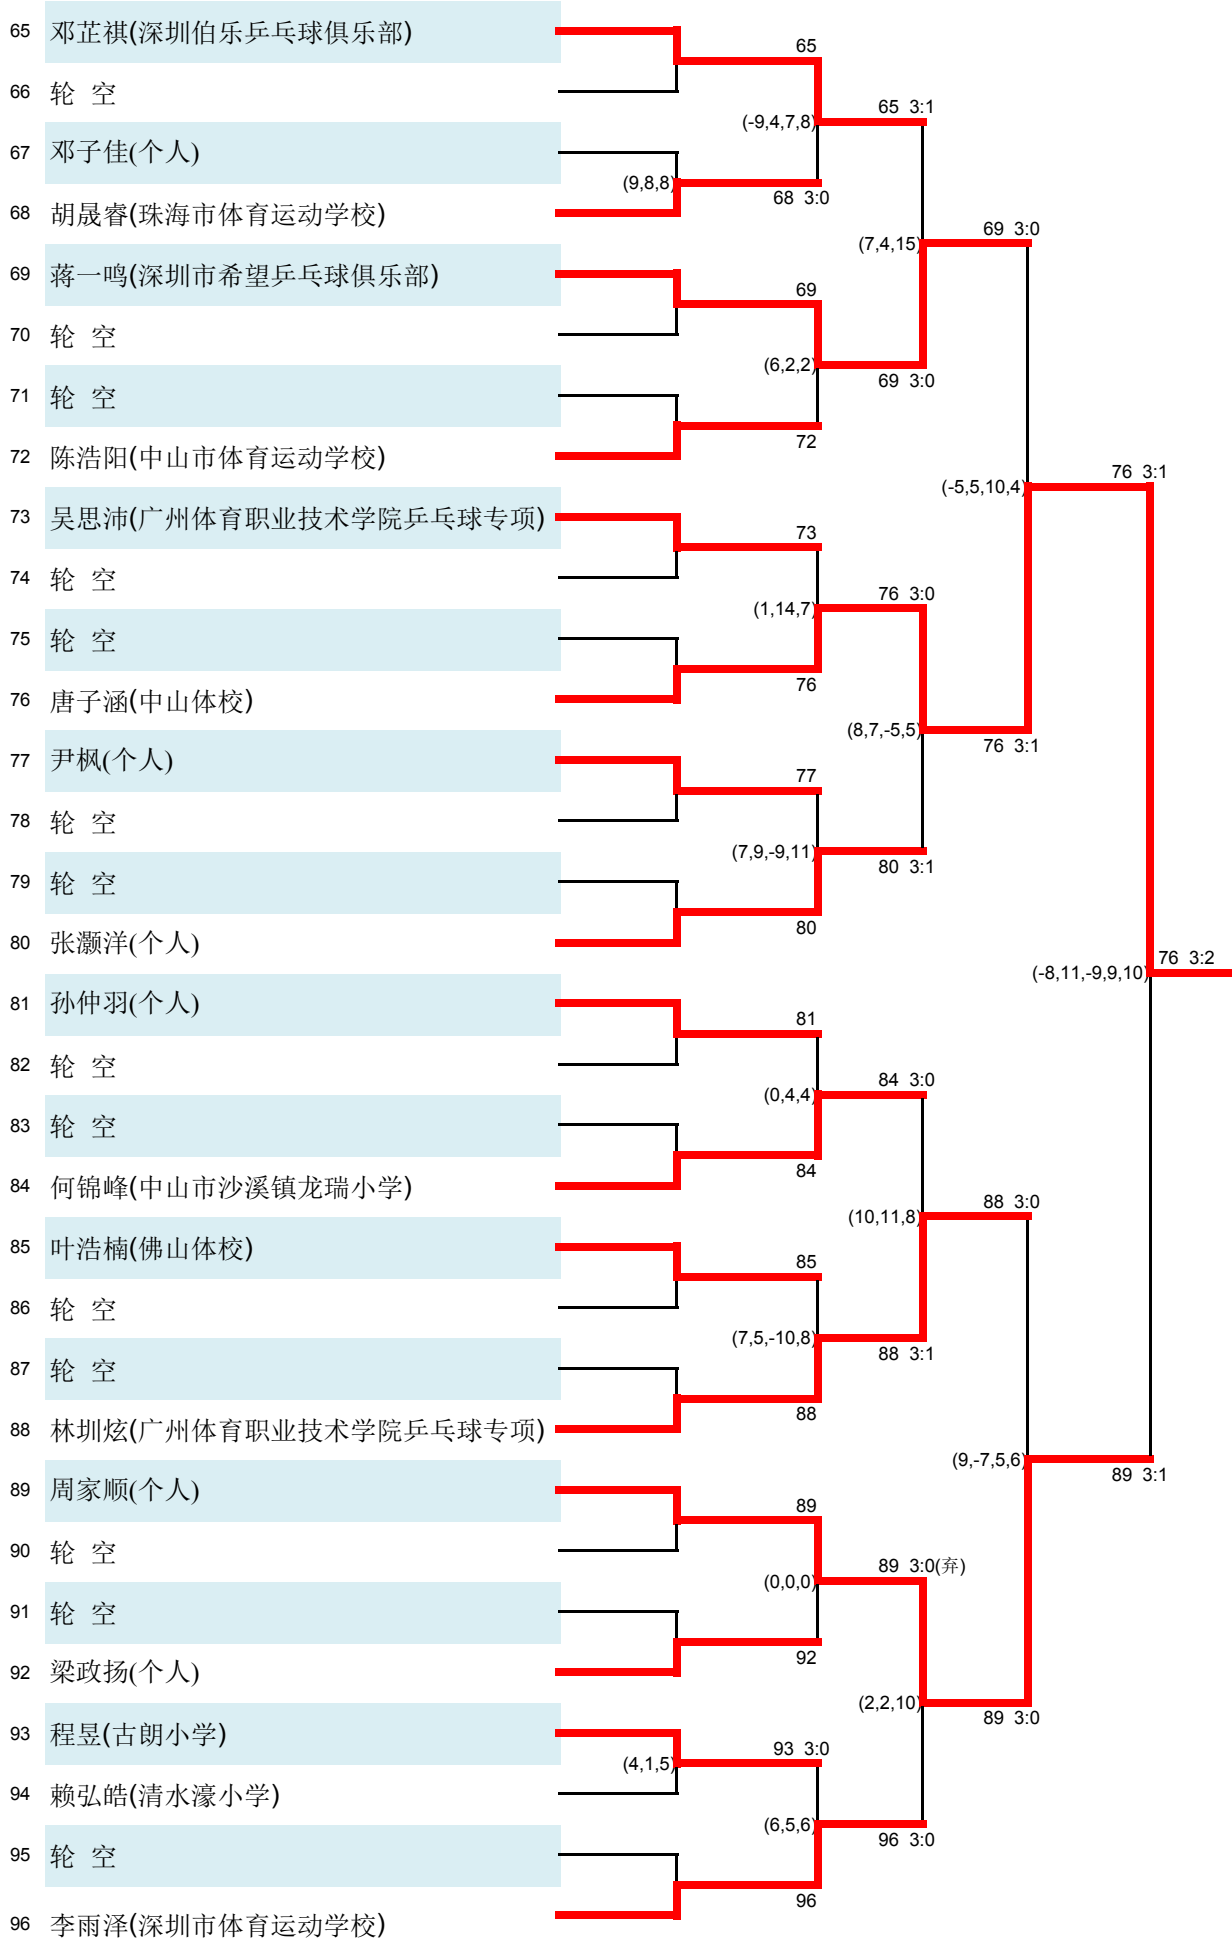 65 邓芷祺(深圳伯乐乒乓球俱乐部)
65
66 轮 空
65 3:1
(-9,4,7,8)
67 邓子佳(个人)
(9,8,8)
68 3:0
68 胡晟睿(珠海市体育运动学校)
69 3:0
(7,4,15)
69 蒋一鸣(深圳市希望乒乓球俱乐部)
69
70 轮 空
(6,2,2)
69 3:0
71 轮 空
72
72 陈浩阳(中山市体育运动学校)
76 3:1
(-5,5,10,4)
73 吴思沛(广州体育职业技术学院乒乓球专项)
73
74 轮 空
76 3:0
(1,14,7)
75 轮 空
76
76 唐子涵(中山体校)
(8,7,-5,5)
76 3:1
77 尹枫(个人)
77
78 轮 空
(7,9,-9,11)
80 3:1
79 轮 空
80
80 张灏洋(个人)
76 3:2
(-8,11,-9,9,10)
81 孙仲羽(个人)
81
82 轮 空
84 3:0
(0,4,4)
83 轮 空
84
84 何锦峰(中山市沙溪镇龙瑞小学)
88 3:0
(10,11,8)
85 叶浩楠(佛山体校)
85
86 轮 空
(7,5,-10,8)
88 3:1
87 轮 空
88
88 林圳炫(广州体育职业技术学院乒乓球专项)
(9,-7,5,6)
89 3:1
89 周家顺(个人)
89
90 轮 空
89 3:0(弃)
(0,0,0)
91 轮 空
92
92 梁政扬(个人)
(2,2,10)
89 3:0
93 程昱(古朗小学)
93 3:0
(4,1,5)
94 赖弘皓(清水濠小学)
(6,5,6)
96 3:0
95 轮 空
96
96 李雨泽(深圳市体育运动学校)